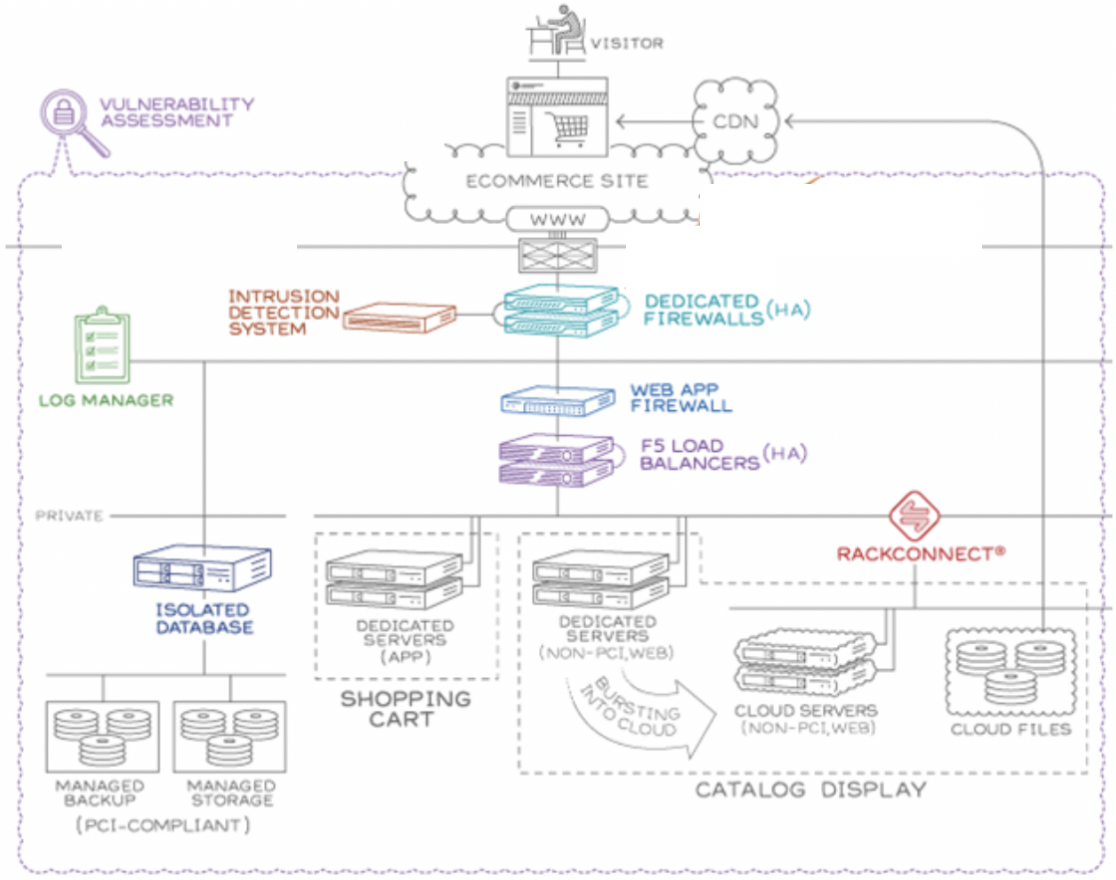 VISITOR
VULNERABILITY
ASSESSMENT
CDN
ECOMMERCE SITE
WWW
INTRUSION
DETECTION
SYSTEM
DEDICATED
FIREWALLS (HA)
LOG MANAGER
WEB APP
FIREWALL
F5 LOAD
BALANCERS (HA)
PRIVATE
RACKCONNECT®
ISOLATED
DATABASE
DEDICATED
SERVERS
(APP)
SHOPPING
CART
DEDICATED
SERVERS
(NON-PCI,WEB)
BURSTING
INTO CLOUD
CLOUD SERVERS
(NON-PCI,WEB)
CLOUD FILES
CATALOG DISPLAY
MANAGED
BACKUP
MANAGED
STORAGE
(PCI-COMPLIANT)